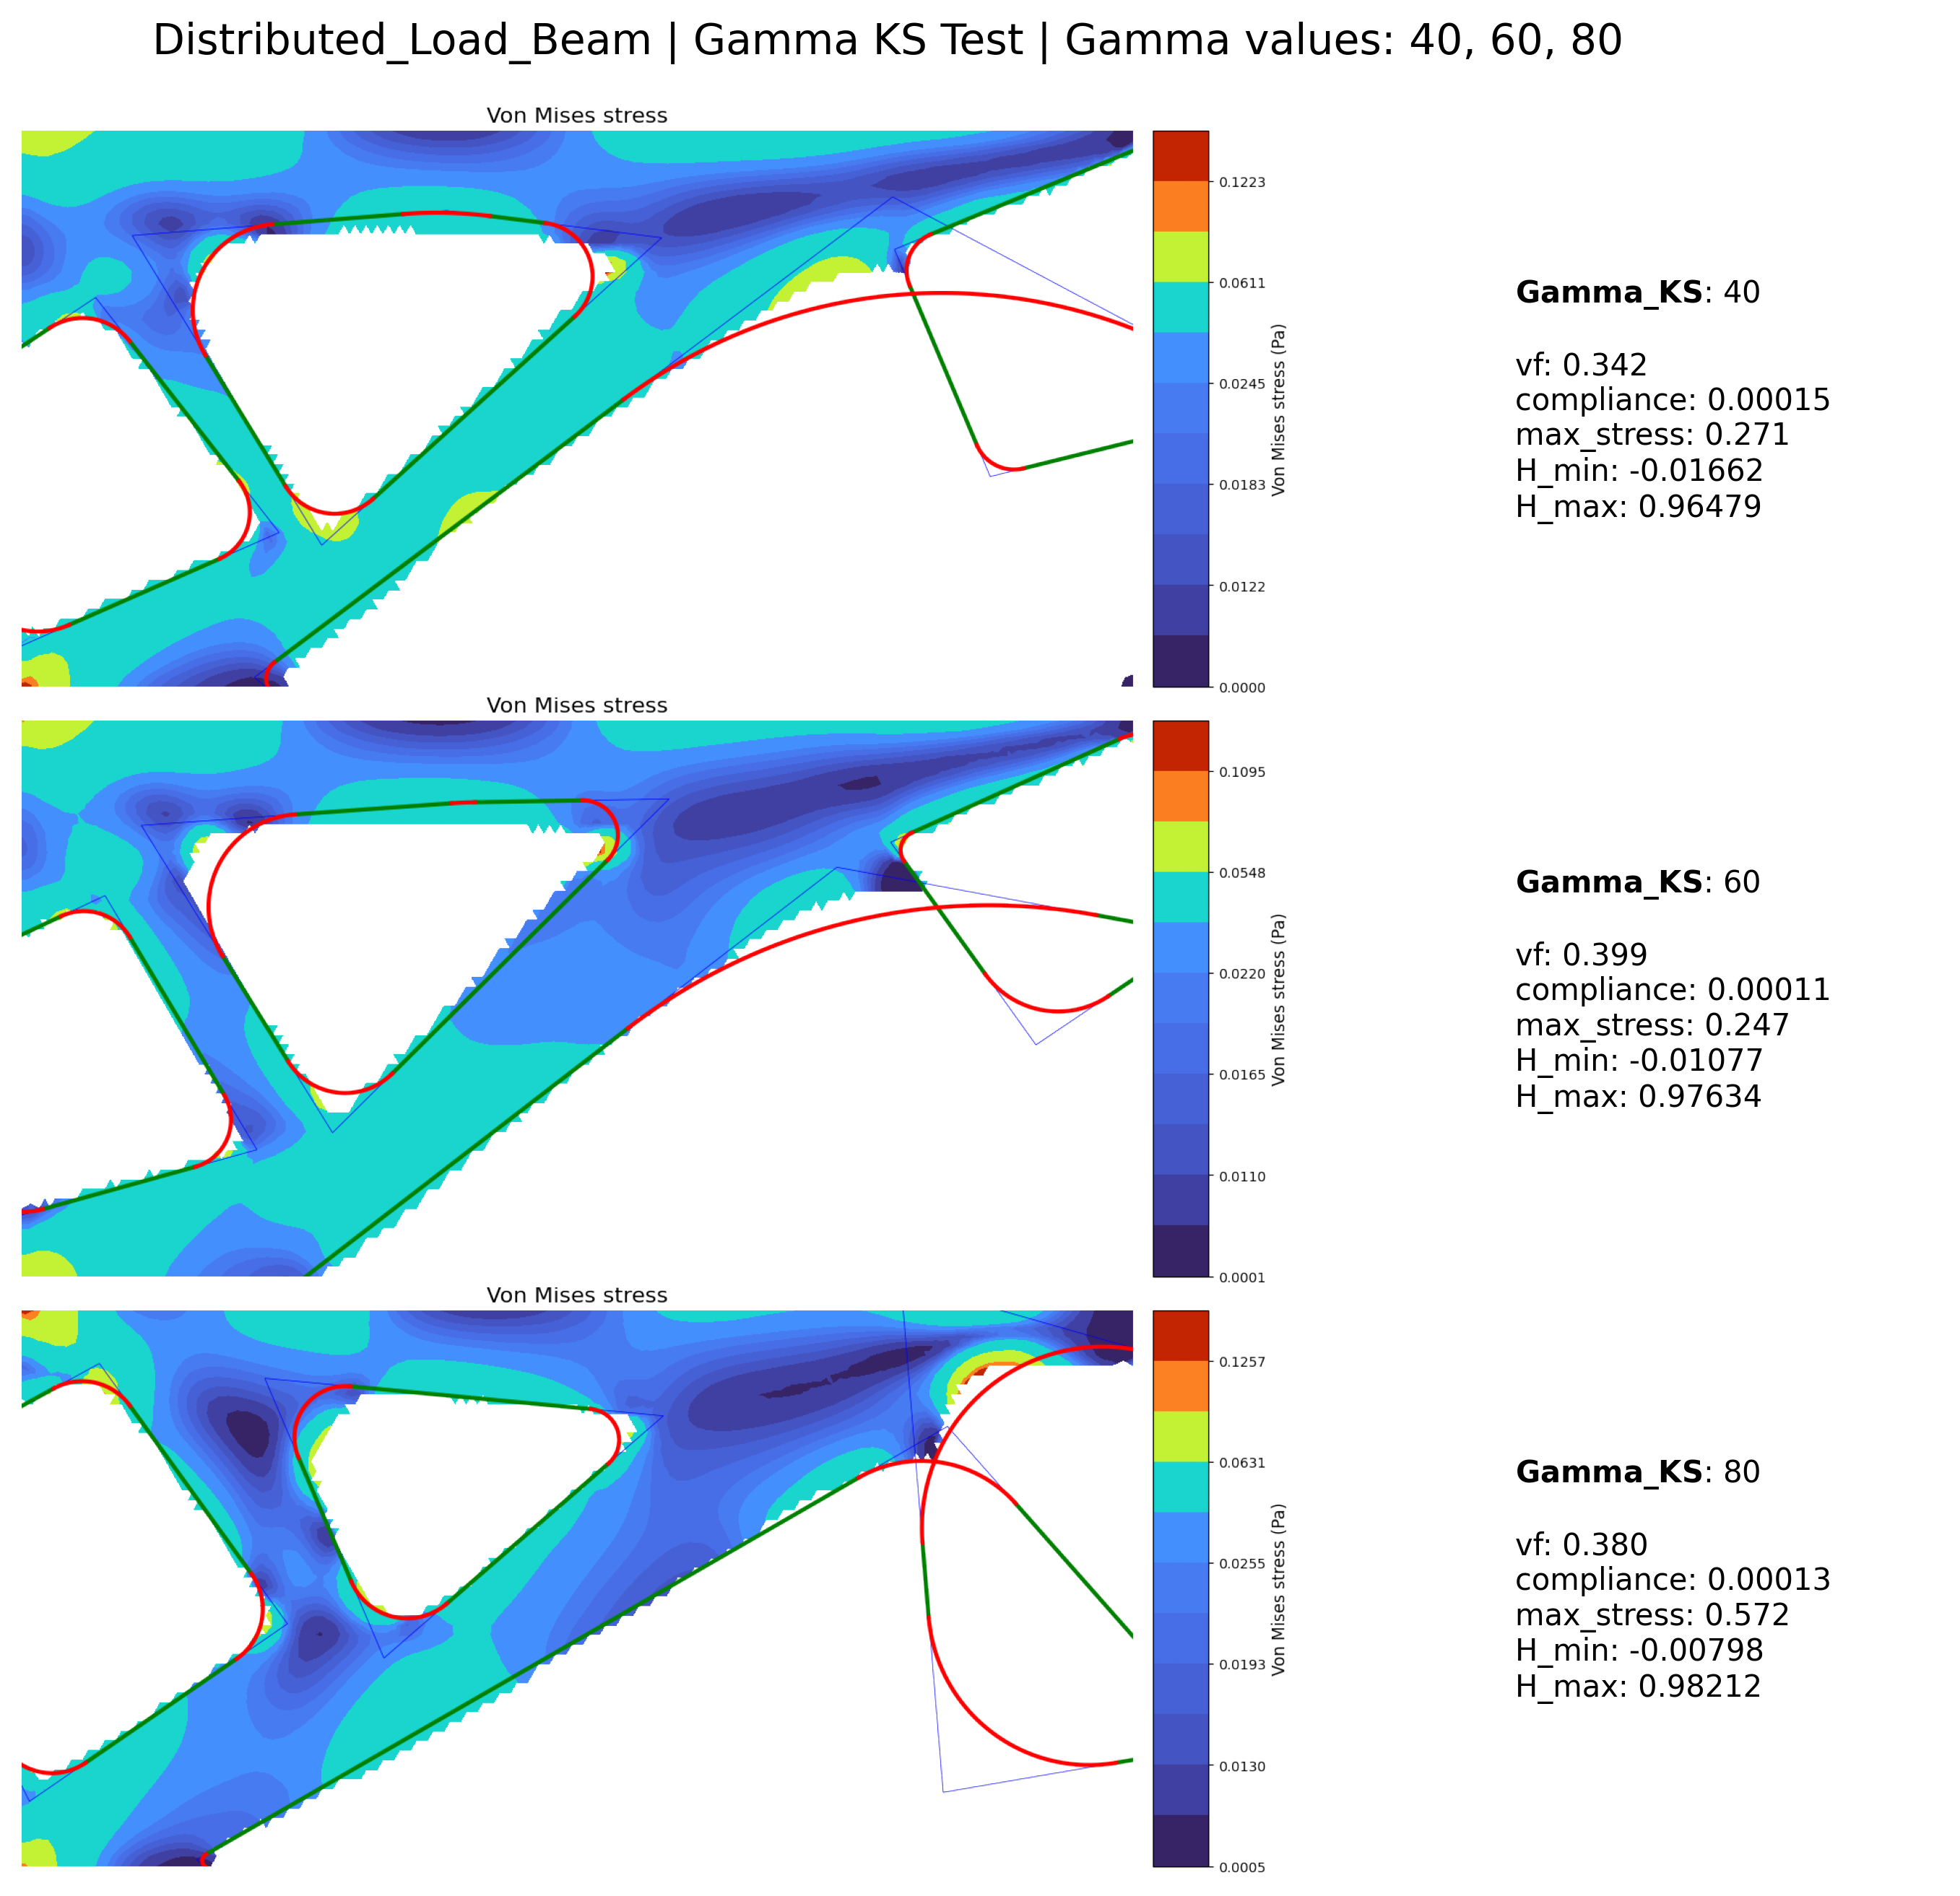 Distributed_Load_Beam | Gamma KS Test | Gamma values: 40, 60, 80
Von Mises stress
0.1223
0.0611
0.0245
0.0183
0.0122
0.0000
Von Mises stress (Pa)
Gamma_KS: 40
vf: 0.342
compliance: 0.00015
max_stress: 0.271
H_min: -0.01662
H_max: 0.96479
Von Mises stress
0.1095
0.0548
0.0220
0.0165
0.0110
0.0001
Von Mises stress (Pa)
Gamma_KS: 60
vf: 0.399
compliance: 0.00011
max_stress: 0.247
H_min: -0.01077
H_max: 0.97634
Von Mises stress
0.1257
0.0631
0.0255
0.0193
0.0130
0.0005
Von Mises stress (Pa)
Gamma_KS: 80
vf: 0.380
compliance: 0.00013
max_stress: 0.572
H_min: -0.00798
H_max: 0.98212